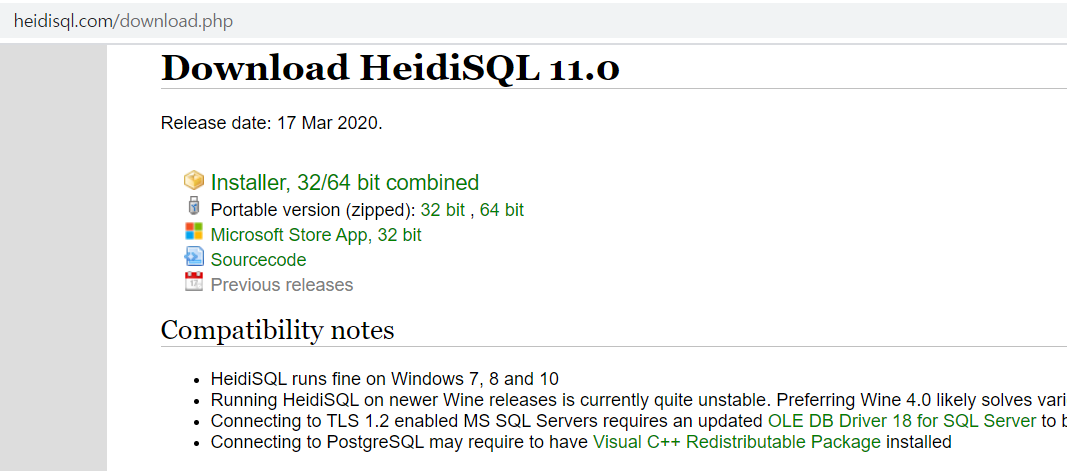 heidisql.com/download.php
Download HeidiSQL 11.0
Release date: 17 Mar 2020.
Installer, 32/64 bit combined
Portable version (zipped): 32 bit , 64 bit
Microsoft Store App, 32 bit
Sourcecode
Previous releases
Compatibility notes
HeidiSQL runs fine on Windows 7, 8 and 10
Running HeidiSQL on newer Wine releases is currently quite unstable. Preferring Wine 4.0 likely solves vari
Connecting to TLS 1.2 enabled MS SQL Servers requires an updated OLE DB Driver 18 for SQL Server to b
Connecting to PostgreSQL may require to have Visual C++ Redistributable Package installed